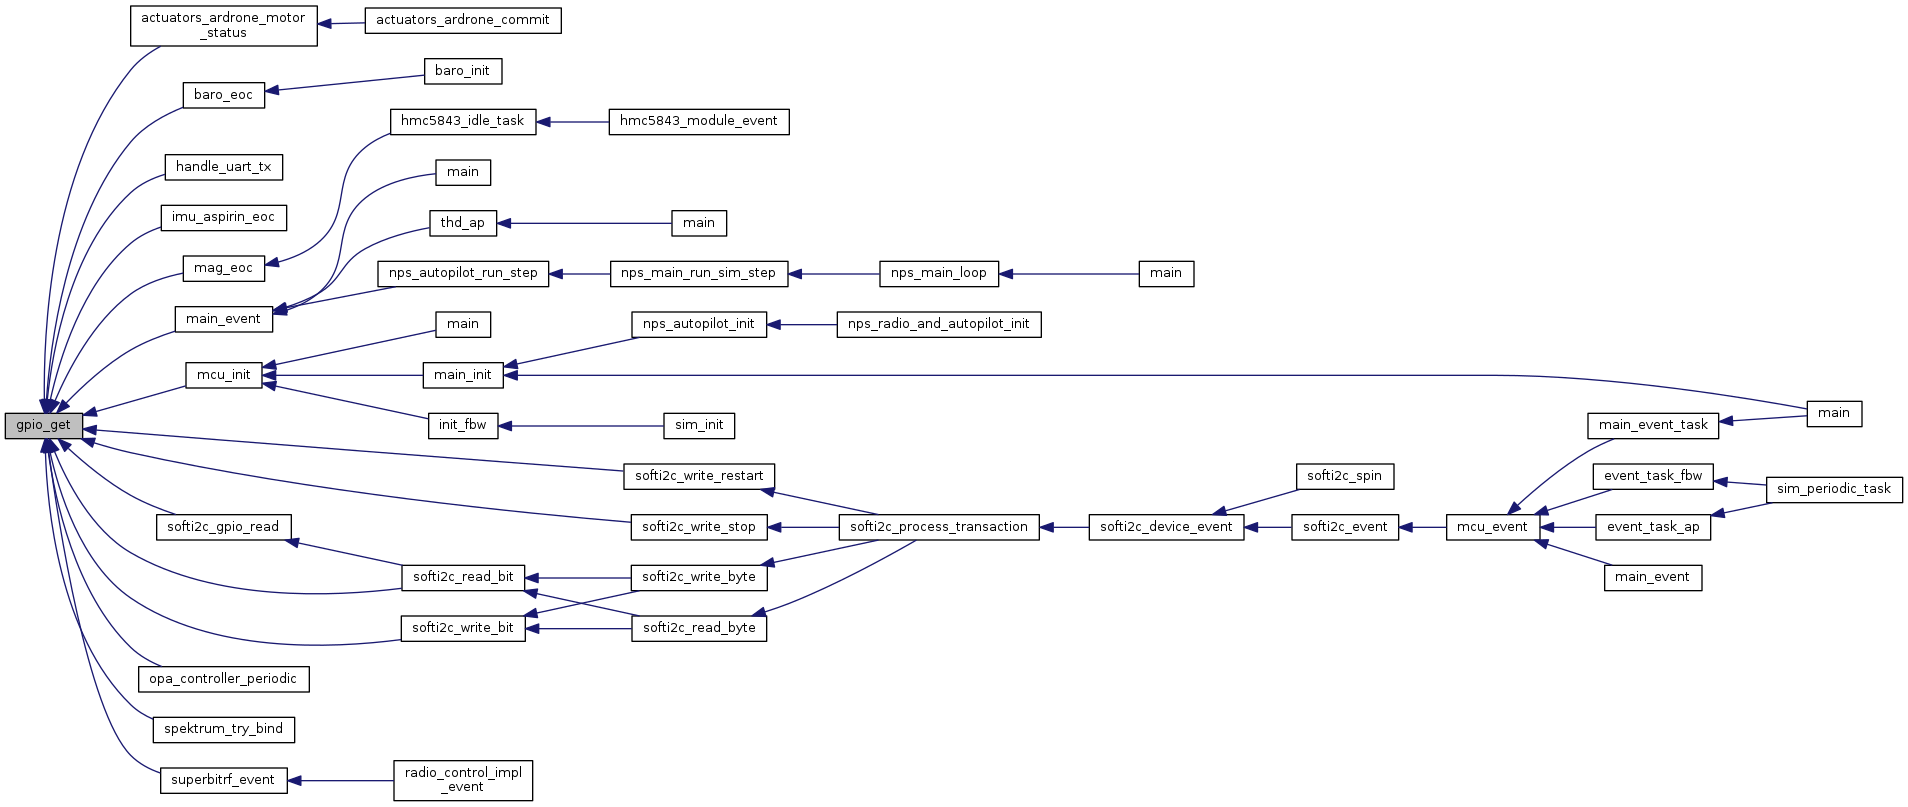 actuators_ardrone_motor
_status
actuators_ardrone_commit
baro_init
baro_eoc
hmc5843_idle_task
hmc5843_module_event
handle_uart_tx
main
imu_aspirin_eoc
thd_ap
main
mag_eoc
nps_autopilot_run_step
nps_main_run_sim_step
nps_main_loop
main
main_event
main
nps_autopilot_init
nps_radio_and_autopilot_init
mcu_init
main_init
gpio_get
init_fbw
sim_init
main_event_task
main
softi2c_write_restart
softi2c_spin
event_task_fbw
sim_periodic_task
softi2c_gpio_read
softi2c_write_stop
softi2c_process_transaction
softi2c_device_event
softi2c_event
mcu_event
event_task_ap
softi2c_read_bit
softi2c_write_byte
main_event
softi2c_write_bit
softi2c_read_byte
opa_controller_periodic
spektrum_try_bind
superbitrf_event
radio_control_impl
_event